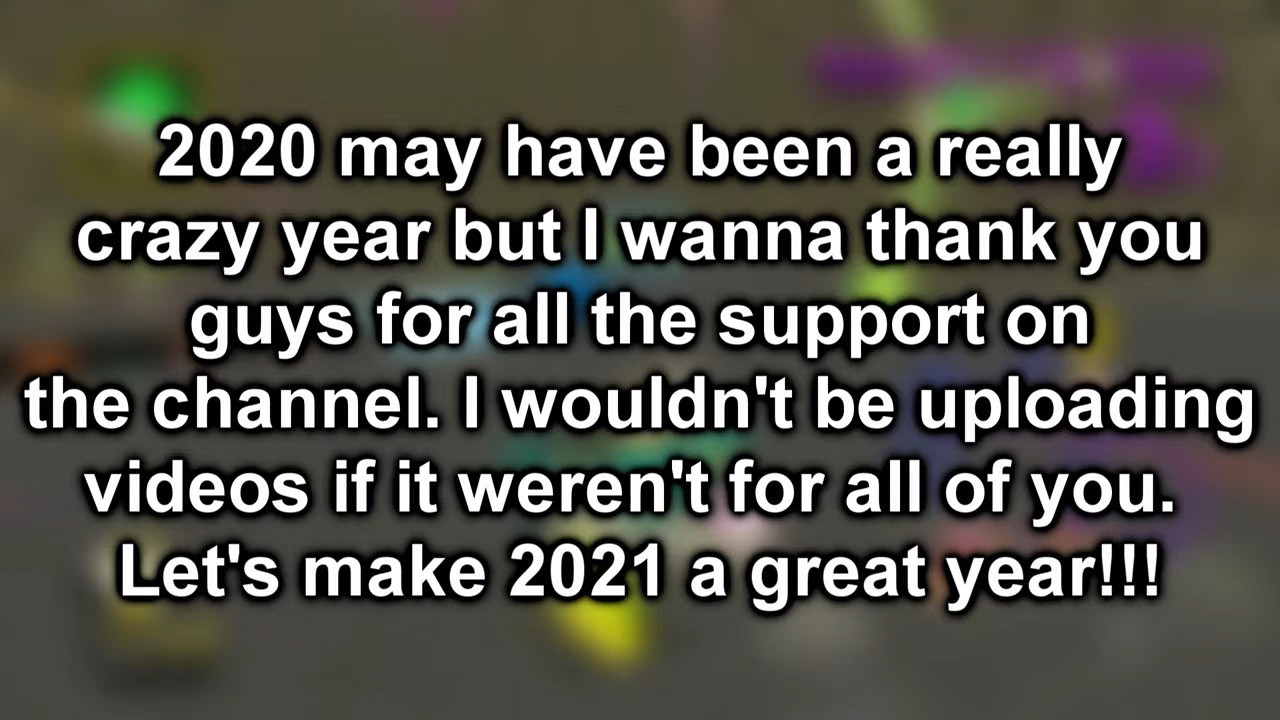 2020 may have been a really
crazy year but I wanna thank you
guys for all the support on
the channel. I wouldn't be uploading
videos if it weren't for all of you.
Let's make 2021 a great year!!!